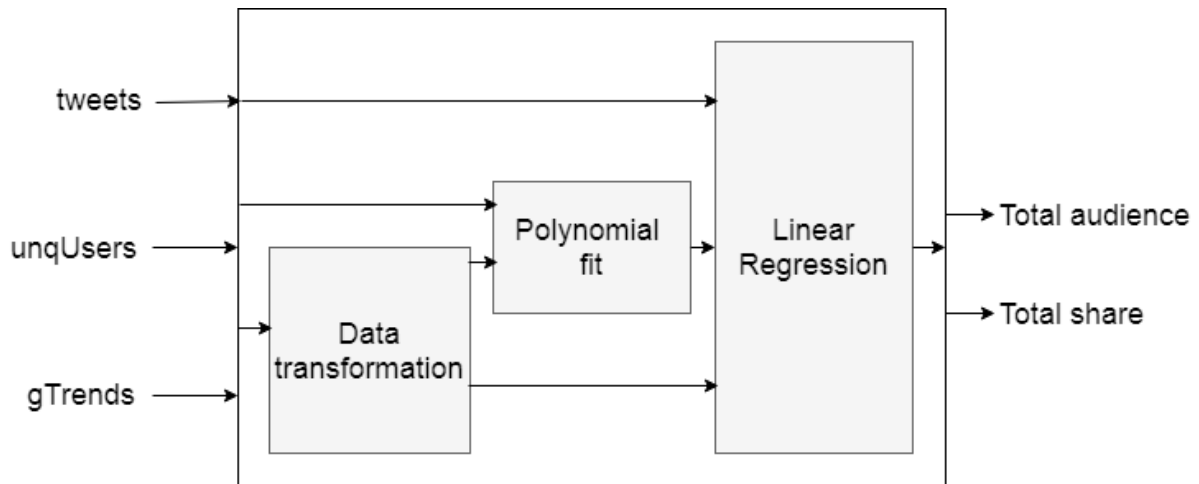 tweets
unqUsers
gTrends
Data
transformation
Polynomial
fit
Linear
Regression
Total audience
Total share